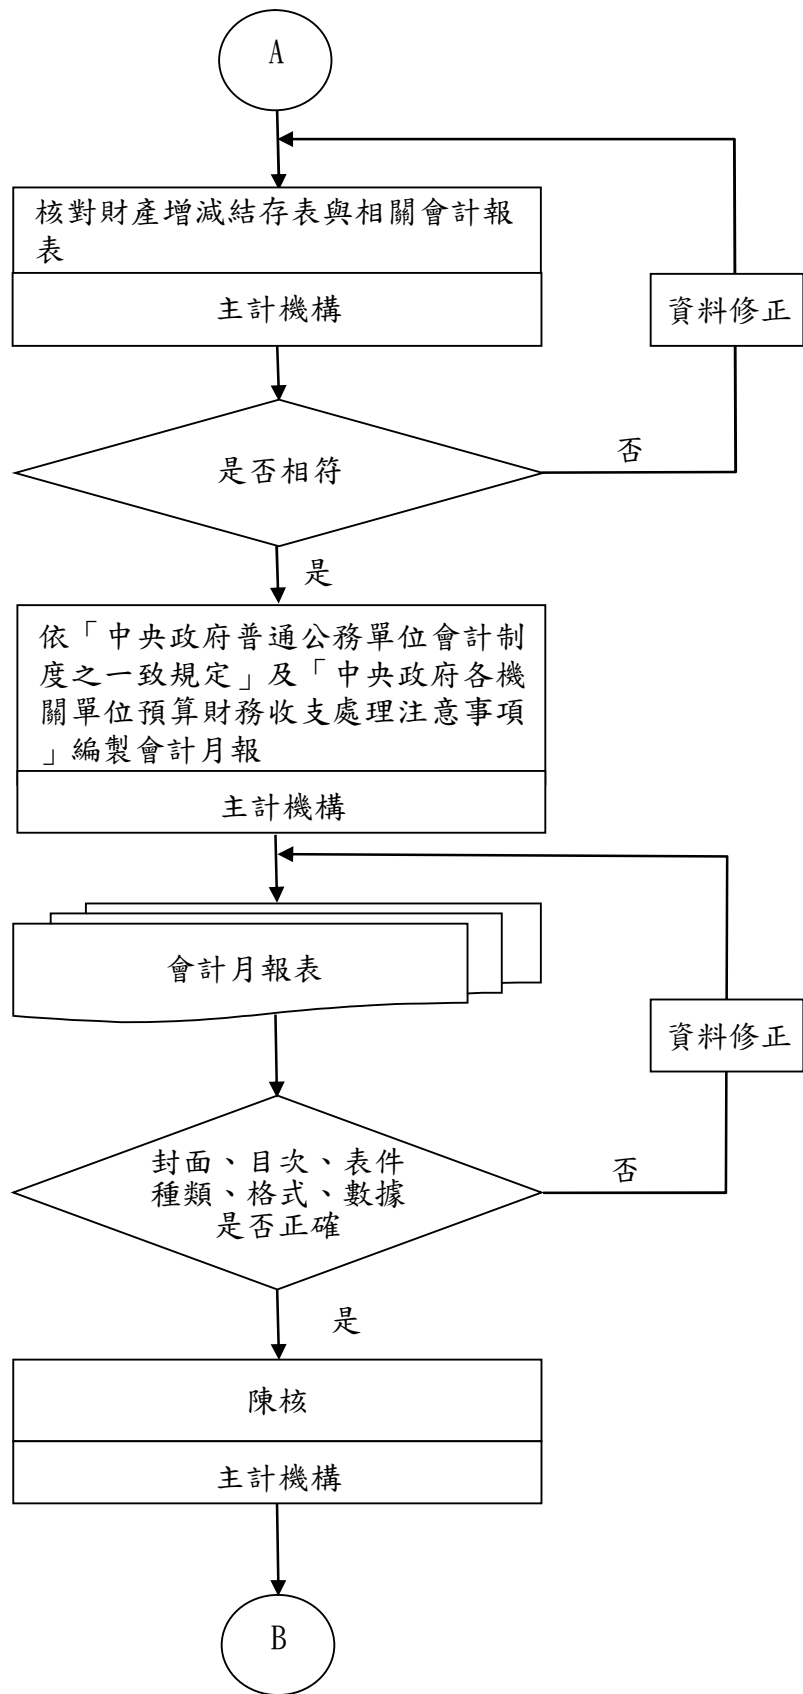 A
核對財產增減結存表與相關會計報
表
主計機構
資料修正
是否相符
否
是
依「中央政府普通公務單位會計制
度之一致規定」及「中央政府各機
關單位預算財務收支處理注意事項
」編製會計月報
主計機構
會計月報表
資料修正
封面、目次、表件
種類、格式、數據
是否正確
否
是
陳核
主計機構
B